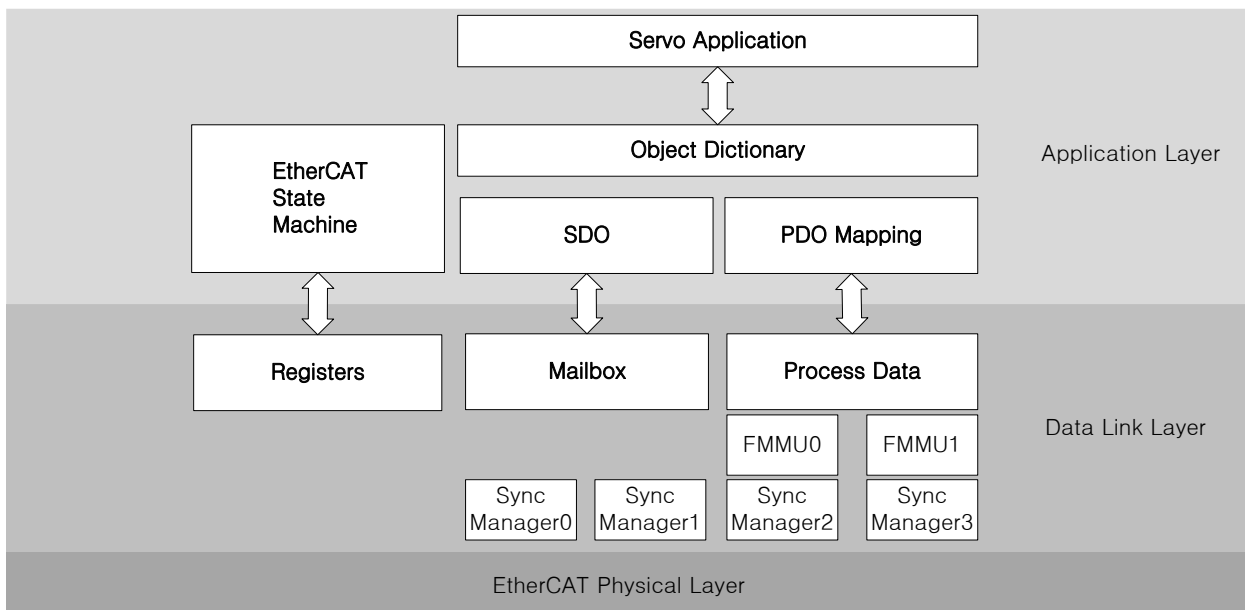 Servo Application
Object Dictionary
Application Layer
EtherCAT
State
Machine
SDO
PDO Mapping
Registers
Mailbox
Process Data
Data Link Layer
FMMU0
FMMU1
Sync
Manager0
Sync
Manager1
Sync
Manager2
Sync
Manager3
EtherCAT Physical Layer